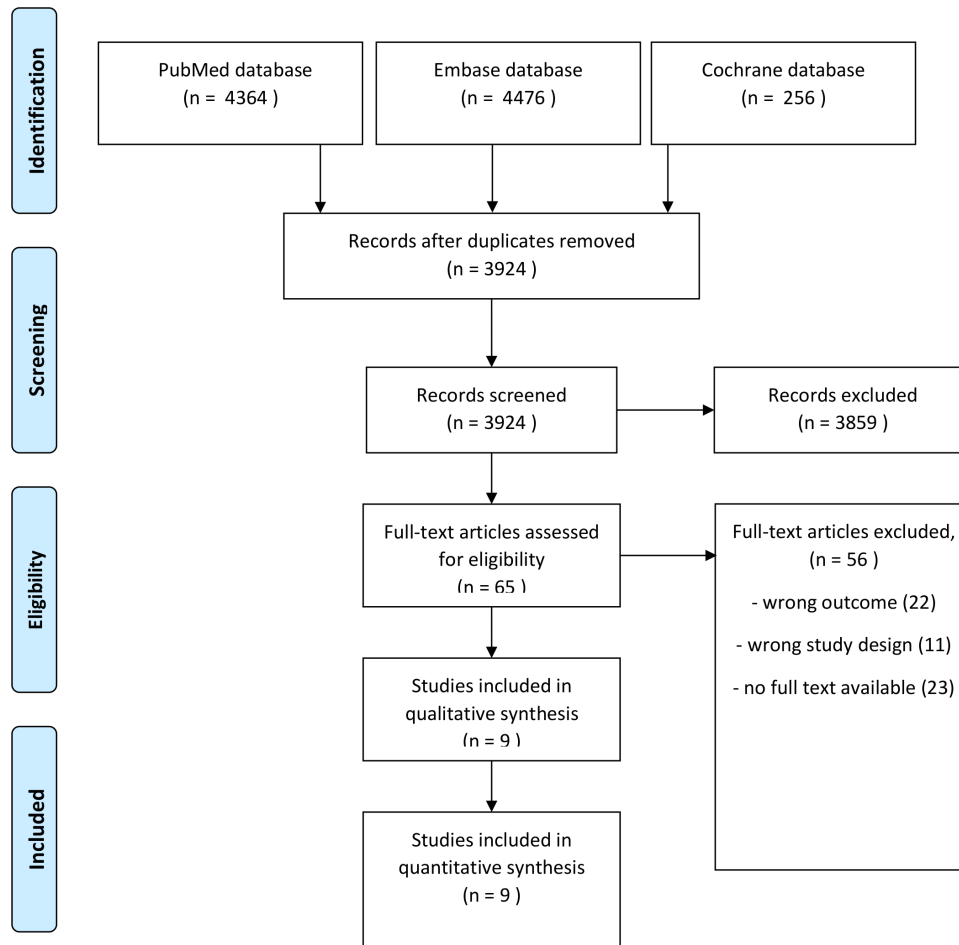 Identification
PubMed database
(n = 4364 )
Embase database
(n = 4476 )
Cochrane database
(n = 256 )
Records after duplicates removed
(n = 3924 )
Screening
Records screened
(n = 3924 )
Records excluded
(n = 3859 )
Eligibility
Full-text articles assessed
for eligibility
(n = 65 )
Full-text articles excluded,
(n = 56 )
- wrong outcome (22)
- wrong study design (11)
- no full text available (23)
Studies included in
qualitative synthesis
(n = 9 )
Included
Studies included in
quantitative synthesis
(n = 9 )